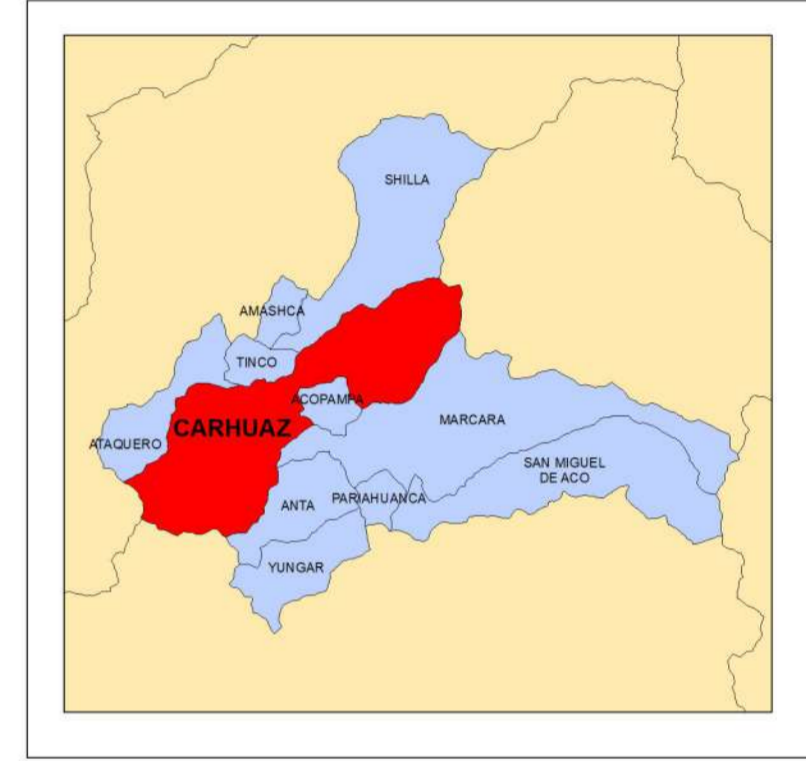 SHILLA
AMASHCA
TINCO
ACOPAMPA
CARHUAZ
MARCARA
ATAQUERO
SAN MIGUEL
DE ACO
PARIAHUANCA
ANTA
YUNGAR